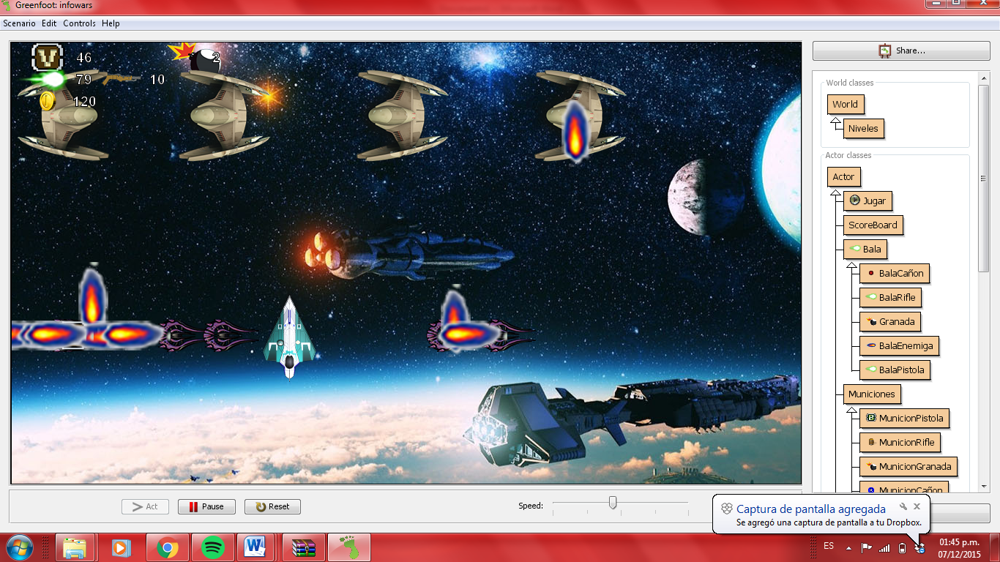 Greenfoot: infowars
Scenario Edit Controls Help
V 46
2
79 10
120
Share...
World classes
World
Niveles
Actor classes
Actor
Jugar
ScoreBoard
Bala
BalaCañon
BalaRifle
Granada
BalaEnemiga
BalaPistola
Municiones
MunicionPistola
MunicionRifle
MunicionGranada
MunicionCañon
Act Pause Reset Speed:
Captura de pantalla agregada
Se agregó una captura de pantalla a tu Dropbox.
ES 01:45 p.m.
07/12/2015